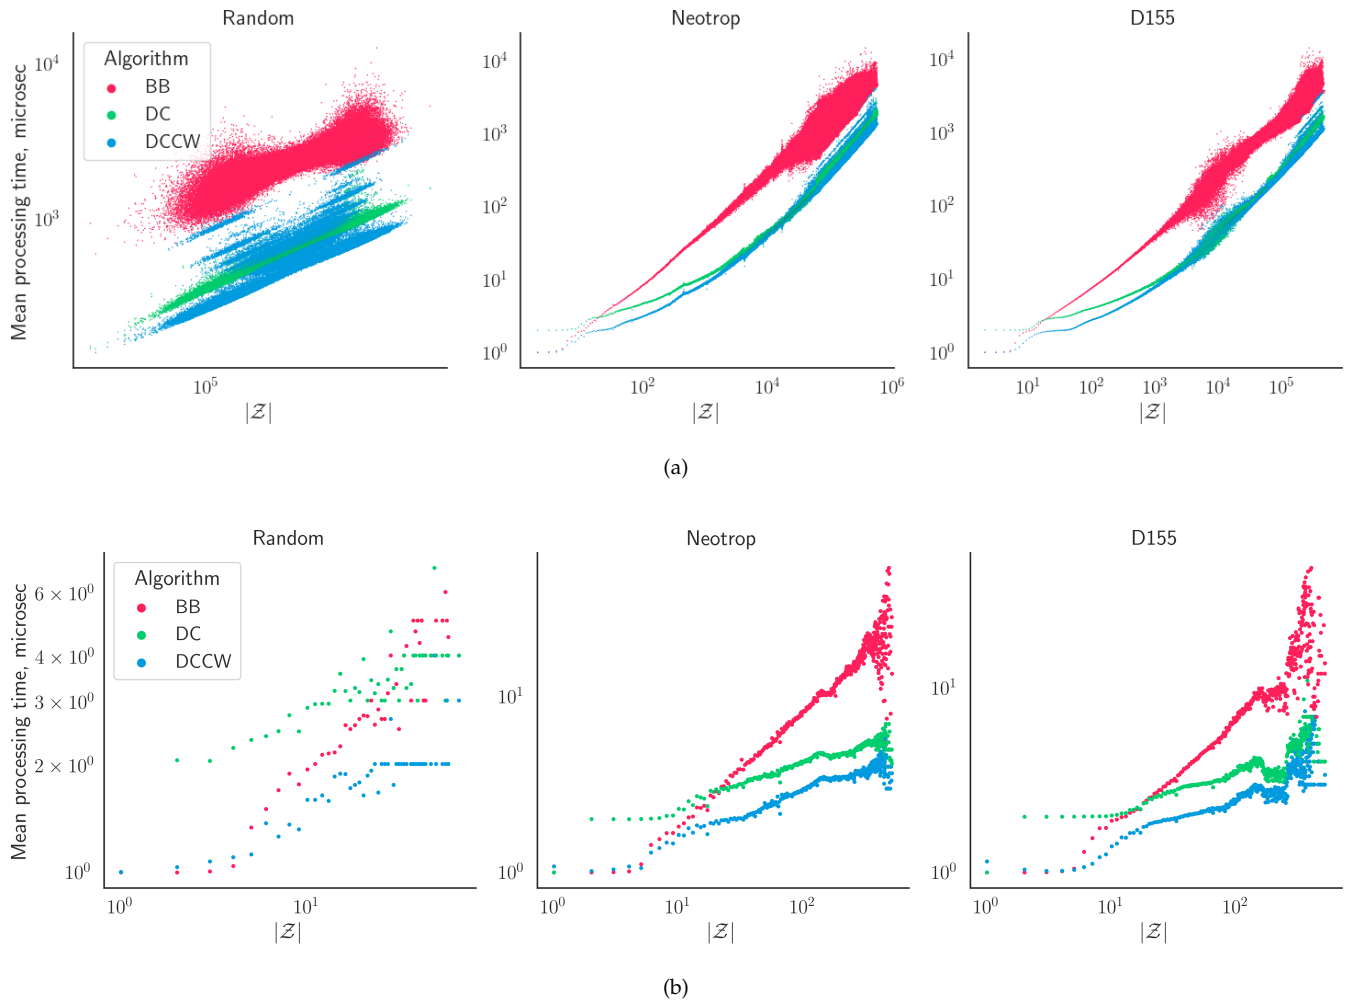 Random
Neotrop
D155
Mean processing time, microsec
10^4
10^3
Algorithm
BB
DC
DCCW
10^5
|𝒵|
10^4
10^3
10^2
10^1
10^0
10^2
10^4
10^6
|𝒵|
10^4
10^3
10^2
10^1
10^0
10^1
10^2
10^3
10^4
10^5
|𝒵|
(a)
Random
Neotrop
D155
Mean processing time, microsec
6 × 10^0
4 × 10^0
3 × 10^0
2 × 10^0
10^0
Algorithm
BB
DC
DCCW
10^0
10^1
|𝒵|
10^1
10^0
10^0
10^1
10^2
|𝒵|
10^1
10^0
10^0
10^1
10^2
|𝒵|
(b)